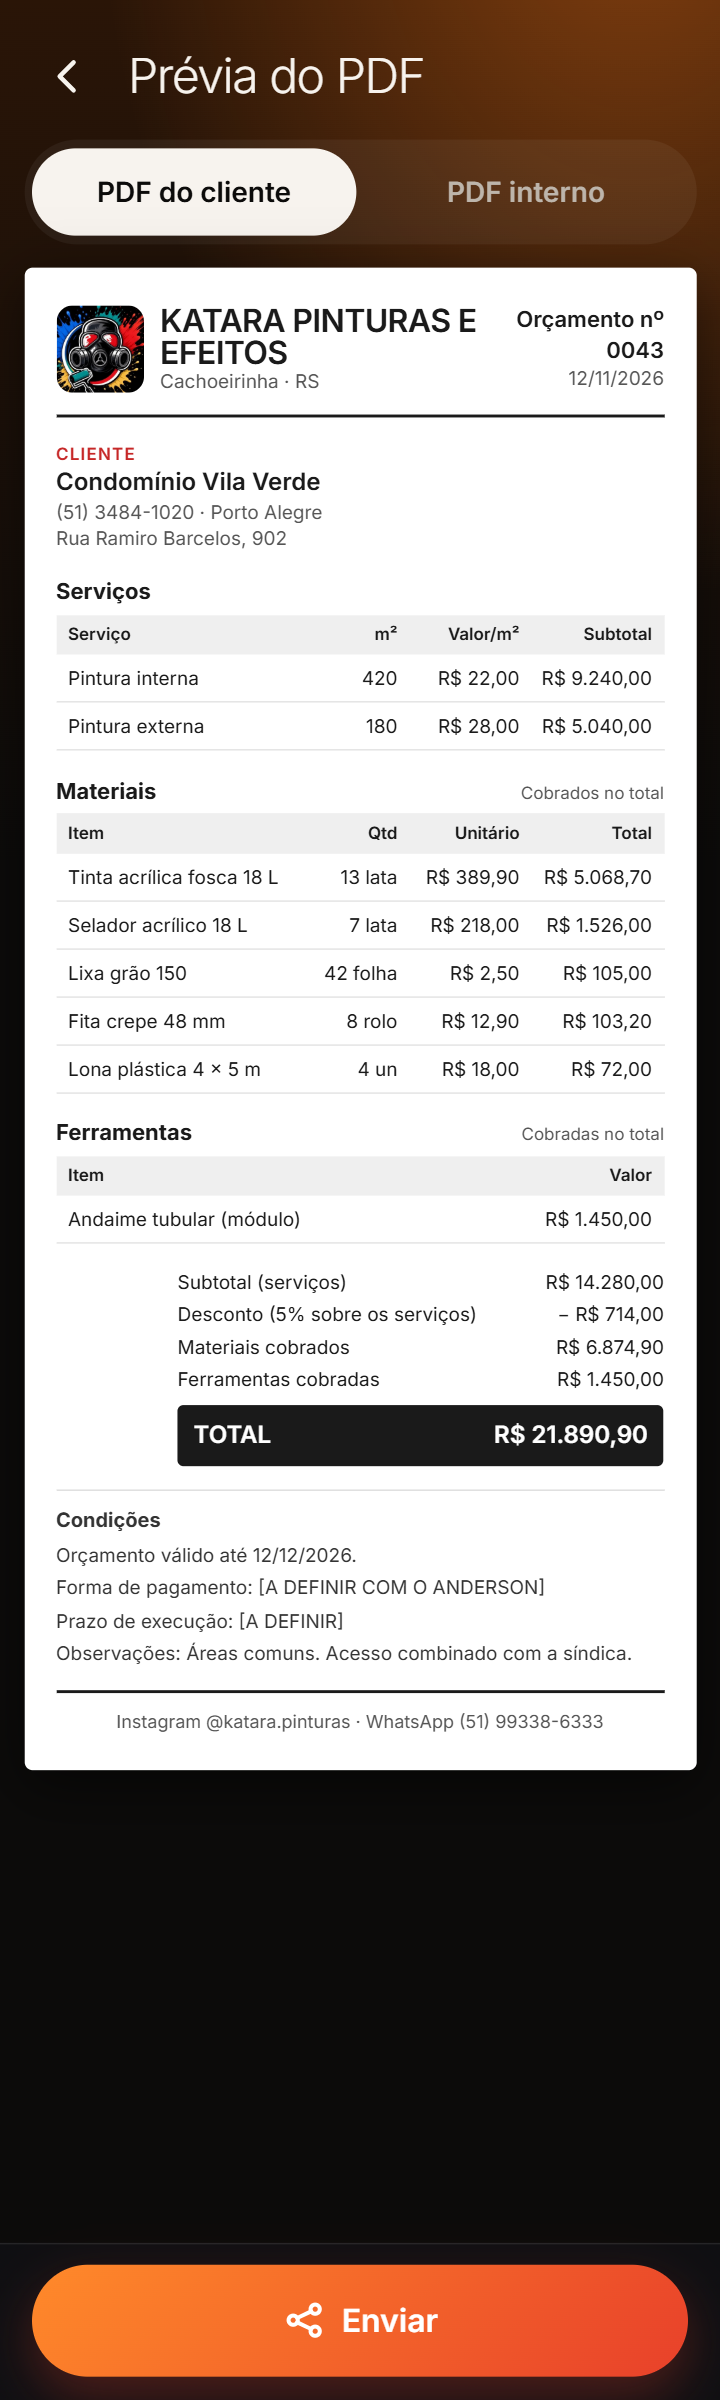 Prévia do PDF
PDF do cliente PDF interno
KATARA PINTURAS E EFEITOS
Cachoeirinha · RS
Orçamento nº 0043
12/11/2026
CLIENTE
Condomínio Vila Verde
(51) 3484-1020 · Porto Alegre
Rua Ramiro Barcelos, 902
Serviços
Serviço m² Valor/m² Subtotal
Pintura interna 420 R$ 22,00 R$ 9.240,00
Pintura externa 180 R$ 28,00 R$ 5.040,00
Materiais Cobrados no total
Item Qtd Unitário Total
Tinta acrílica fosca 18 L 13 lata R$ 389,90 R$ 5.068,70
Selador acrílico 18 L 7 lata R$ 218,00 R$ 1.526,00
Lixa grão 150 42 folha R$ 2,50 R$ 105,00
Fita crepe 48 mm 8 rolo R$ 12,90 R$ 103,20
Lona plástica 4 × 5 m 4 un R$ 18,00 R$ 72,00
Ferramentas Cobradas no total
Item Valor
Andaime tubular (módulo) R$ 1.450,00
Subtotal (serviços) R$ 14.280,00
Desconto (5% sobre os serviços) − R$ 714,00
Materiais cobrados R$ 6.874,90
Ferramentas cobradas R$ 1.450,00
TOTAL R$ 21.890,90
Condições
Orçamento válido até 12/12/2026.
Forma de pagamento: [A DEFINIR COM O ANDERSON]
Prazo de execução: [A DEFINIR]
Observações: Áreas comuns. Acesso combinado com a síndica.
Instagram @katara.pinturas · WhatsApp (51) 99338-6333
Enviar